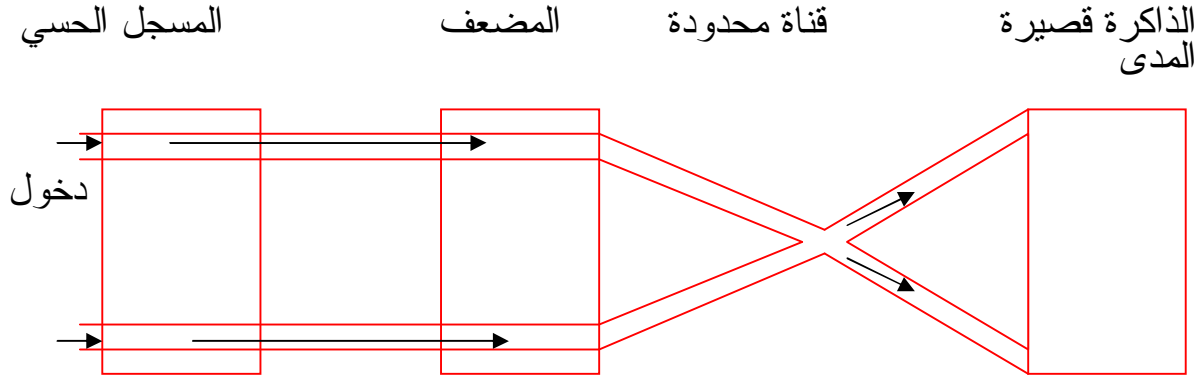 الذاكرة قصيرة المدى
قناة محدودة
المضعف
المسجل الحسي
دخول